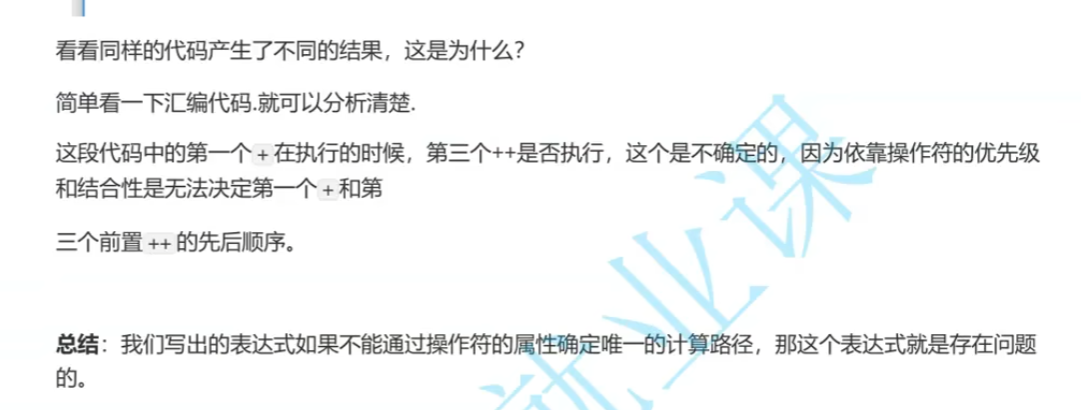 看看同样的代码产生了不同的结果，这是为什么？
简单看一下汇编代码.就可以分析清楚.
这段代码中的第一个 + 在执行的时候，第三个++是否执行，这个是不确定的，因为依靠操作符的优先级
和结合性是无法决定第一个 + 和第
三个前置 ++ 的先后顺序。
总结：我们写出的表达式如果不能通过操作符的属性确定唯一的计算路径，那这个表达式就是存在问题
的。
就业课